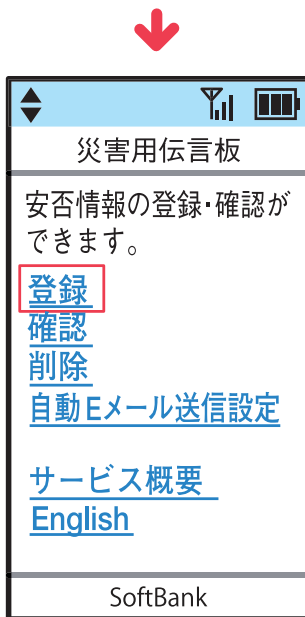 災害用伝言板
安否情報の登録･確認が
できます。
登録
確認
削除
自動Eメール送信設定
サービス概要
English
SoftBank